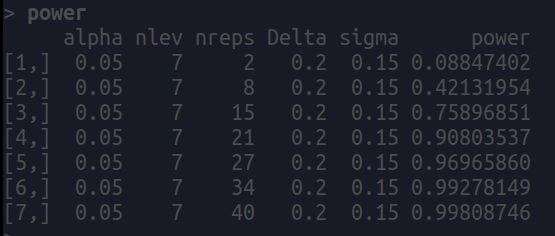 > power
     alpha nlev nreps Delta sigma      power
[1,]  0.05    7     2   0.2  0.15 0.08847402
[2,]  0.05    7     8   0.2  0.15 0.42131954
[3,]  0.05    7    15   0.2  0.15 0.75896851
[4,]  0.05    7    21   0.2  0.15 0.90803537
[5,]  0.05    7    27   0.2  0.15 0.96965860
[6,]  0.05    7    34   0.2  0.15 0.99278149
[7,]  0.05    7    40   0.2  0.15 0.99808746